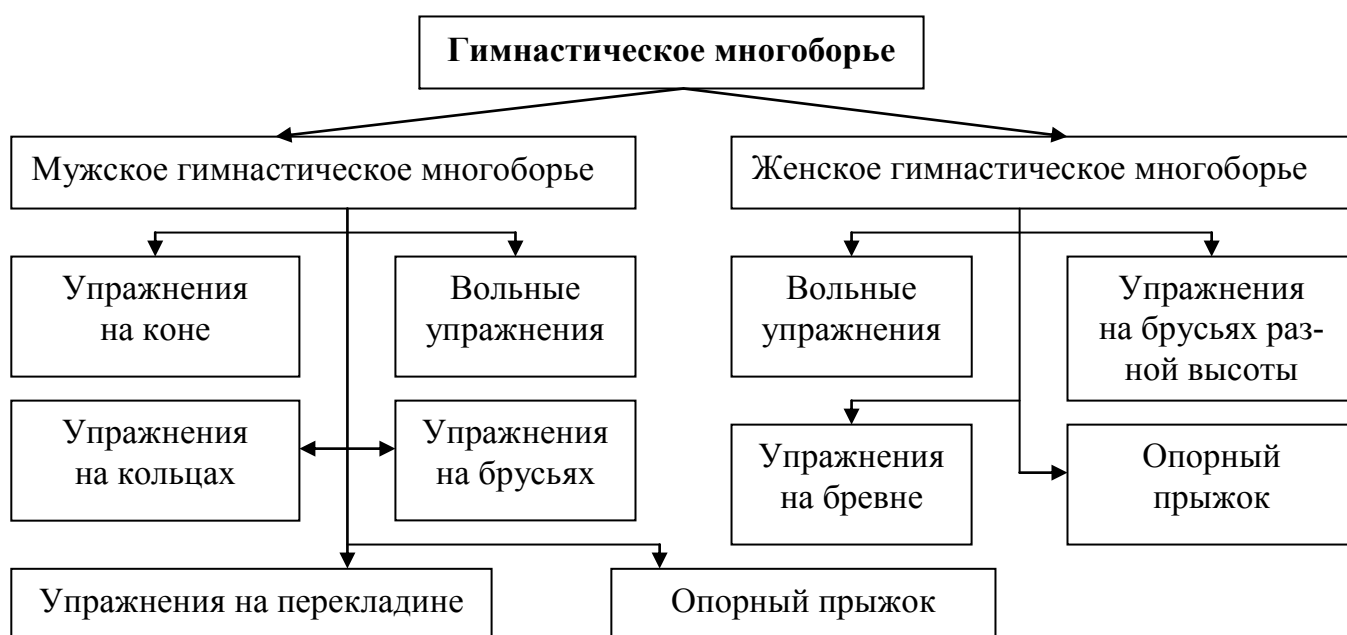 Гимнастическое многоборье
Мужское гимнастическое многоборье
Женское гимнастическое многоборье
Упражнения
на коне
Вольные
упражнения
Вольные
упражнения
Упражнения
на брусьях раз-
ной высоты
Упражнения
на кольцах
Упражнения
на брусьях
Упражнения
на бревне
Опорный
прыжок
Упражнения на перекладине
Опорный прыжок